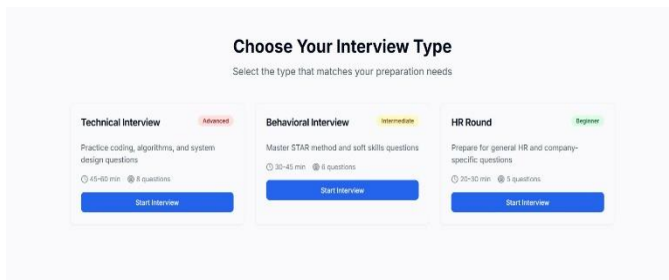 Choose Your Interview Type
Select the type that matches your preparation needs
Technical Interview
Advanced
Practice coding, algorithms, and system
design questions
45-60 min 8 questions
Start Interview
Behavioral Interview
Intermediate
Master STAR method and soft skills questions
30-45 min 6 questions
Start Interview
HR Round
Beginner
Prepare for general HR and company-
specific questions
20-30 min 5 questions
Start Interview